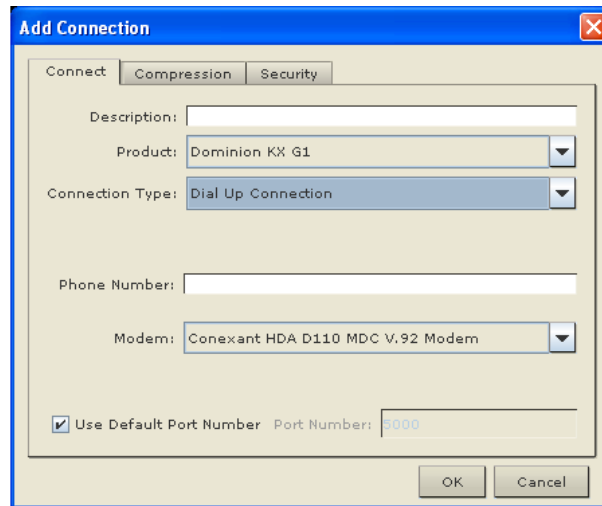 Add Connection
Connect Compression Security
Description:
Product: Dominion KX G1
Connection Type: Dial Up Connection
Phone Number:
Modem: Conexant HDA D110 MDC V.92 Modem
Use Default Port Number Port Number: 5000
OK Cancel